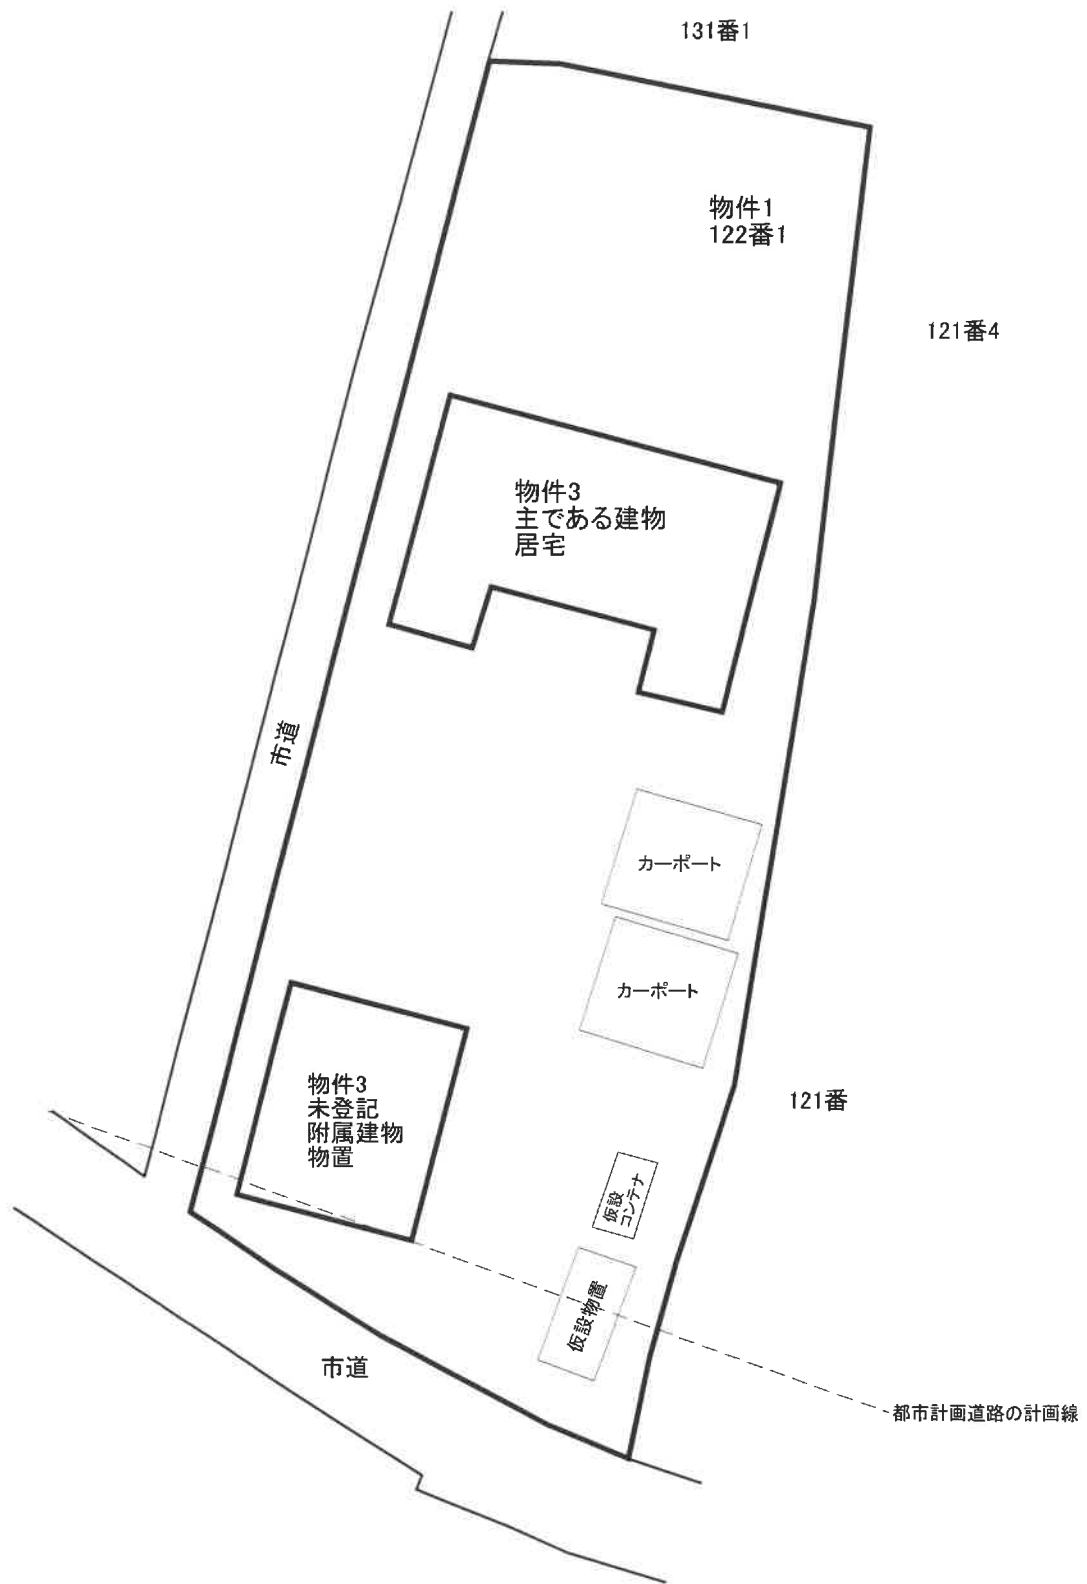 131番1
物件1
122番1
121番4
物件3
主である建物
居宅
市道
カーポート
カーポート
物件3
未登記
附属建物
物置
121番
仮設
コンテナ
仮設物置
市道
都市計画道路の計画線